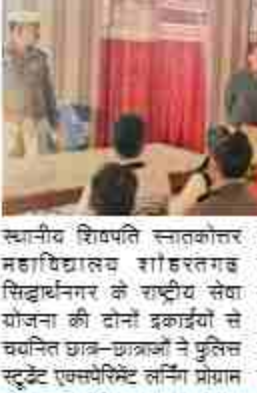 स्थानीय शिवपति स्नातकोत्तर
महाविद्यालय शोहरतगढ़
सिद्धार्थनगर के राष्ट्रीय सेवा
योजना की दोनों इकाईयों से
चयनित छात्र-छात्राओं ने पुलिस
स्टूडेंट एक्सपेरिमेंट लर्निंग प्रोग्राम